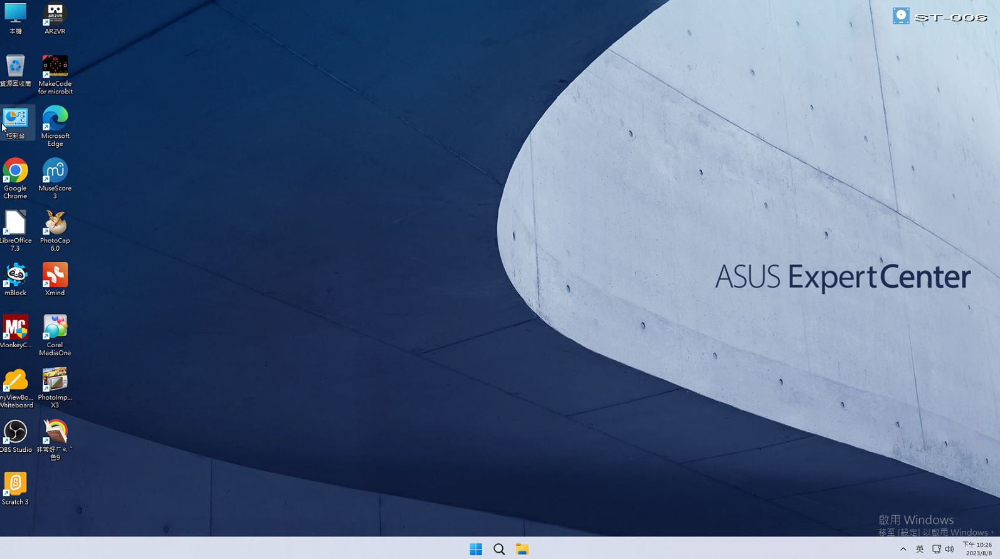 本機
AR2VR
ST-006
資源回收筒
MakeCode
for microbit
控制台
Microsoft
Edge
Google
Chrome
MuseScore
3
LibreOffice
7.3
PhotoCap
6.0
ASUS ExpertCenter
mBlock
Xmind
MonkeyC...
Corel
MediaOne
myViewBo...
Whiteboard
PhotoImp...
X3
OBS Studio
非常好ㄏㄠˇ
色9
Scratch 3
啟用 Windows
移至 [設定] 以啟用 Windows。
英
下午 10:26
2023/8/8